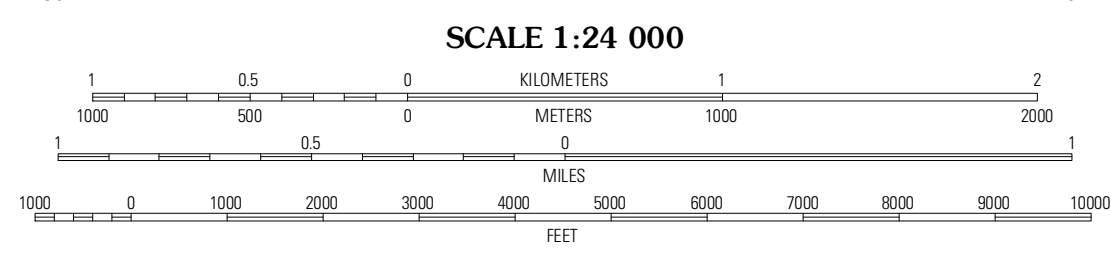 SCALE 1:24 000
1 0.5 0 KILOMETERS 1 2
1000 500 0 METERS 1000 2000
1 0.5 0 1
MILES
1000 0 1000 2000 3000 4000 5000 6000 7000 8000 9000 10000
FEET